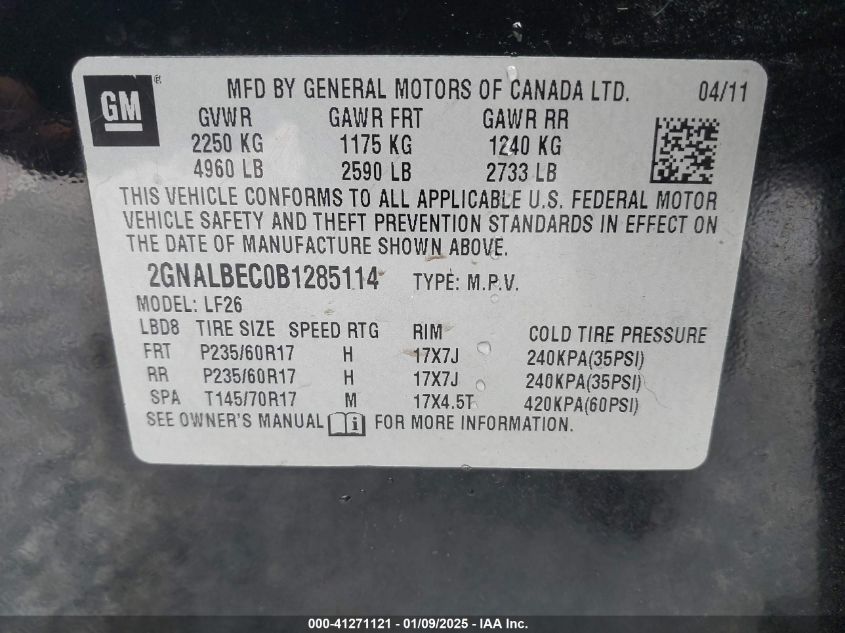 GM ®
MFD BY GENERAL MOTORS OF CANADA LTD. 04/11
GVWR GAWR FRT GAWR RR
2250 KG 1175 KG 1240 KG
4960 LB 2590 LB 2733 LB
THIS VEHICLE CONFORMS TO ALL APPLICABLE U.S. FEDERAL MOTOR
VEHICLE SAFETY AND THEFT PREVENTION STANDARDS IN EFFECT ON
THE DATE OF MANUFACTURE SHOWN ABOVE.
2GNALBEC0B1285114 TYPE: M.P.V.
MODEL: LF26
LBD8 TIRE SIZE SPEED RTG RIM COLD TIRE PRESSURE
FRT P235/60R17 H 17X7J 240KPA(35PSI)
RR P235/60R17 H 17X7J 240KPA(35PSI)
SPA T145/70R17 M 17X4.5T 420KPA(60PSI)
SEE OWNER'S MANUAL i FOR MORE INFORMATION.
000-41271121 - 01/09/2025 - IAA Inc.